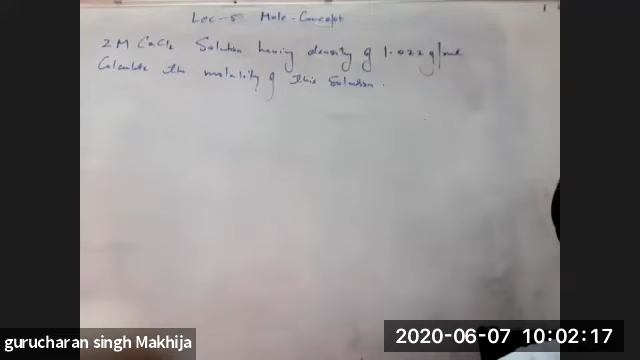 Lec-5 Mole-Concept
2M CaCl2 Solution having density of 1.022 g/ml
Calculate the molality of this Solution.
gurucharan singh Makhija
2020-06-07 10:02:17